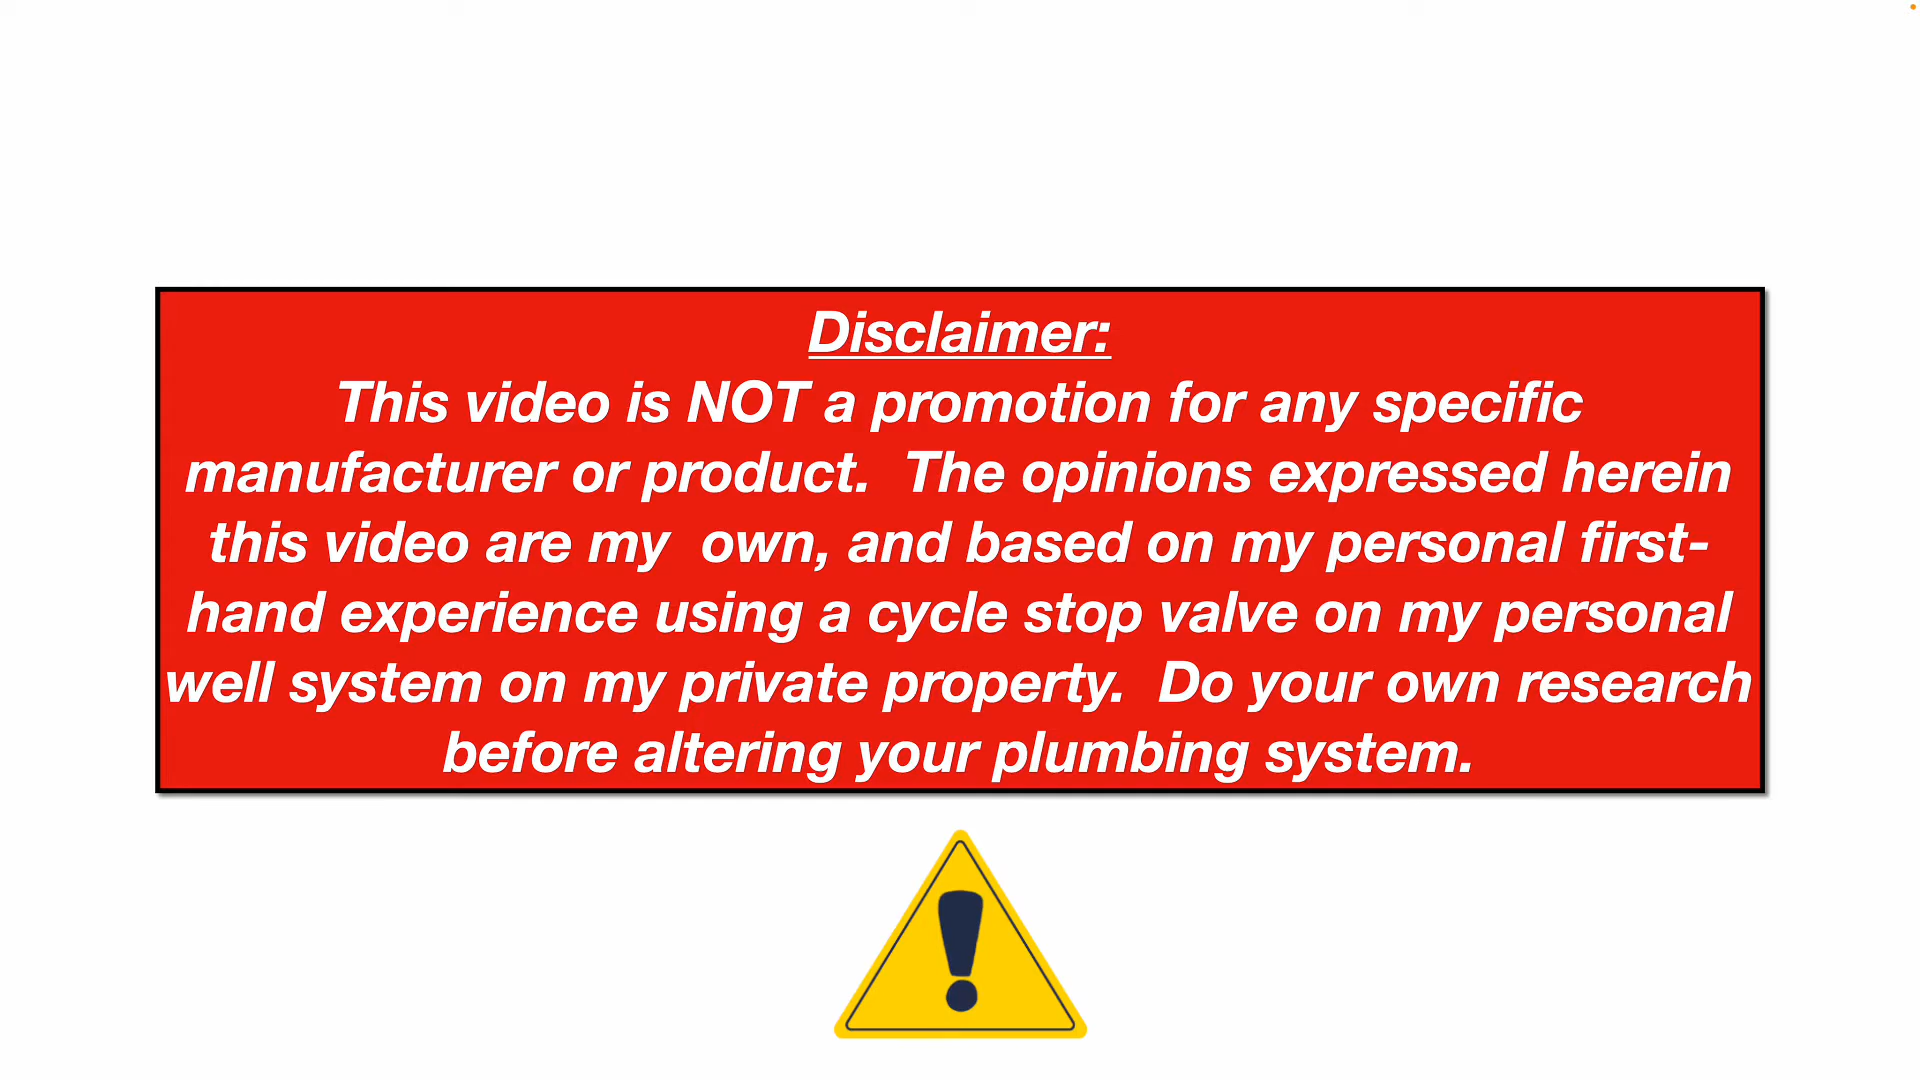 Disclaimer:
This video is NOT a promotion for any specific
manufacturer or product.  The opinions expressed herein
this video are my  own, and based on my personal first-
hand experience using a cycle stop valve on my personal
well system on my private property.  Do your own research
before altering your plumbing system.